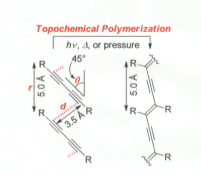 Topochemical Polymerization
hν, Δ, or pressure
R 45° R
θ
r 5.0 Å 5.0 Å
R d R R
3.5 Å
R R